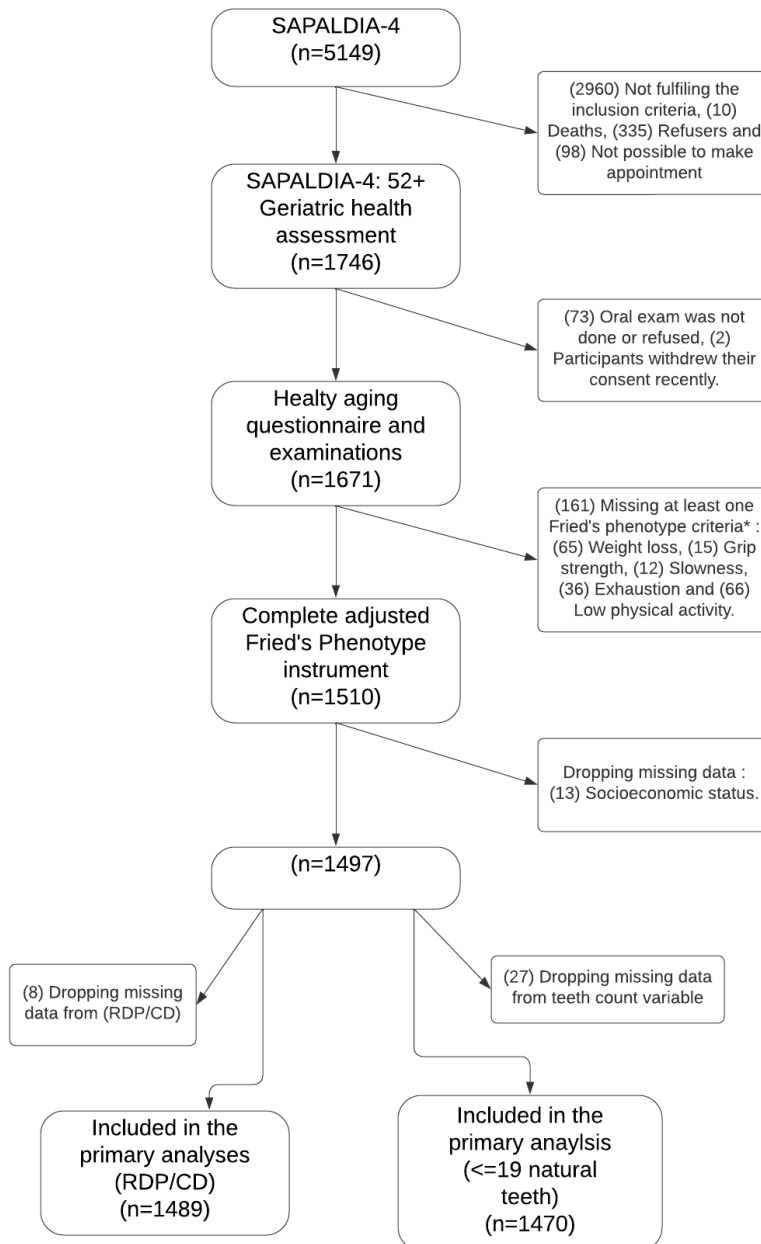 SAPALDIA-4
(n=5149)
(2960) Not fulfiling the
inclusion criteria, (10)
Deaths, (335) Refusers and
(98) Not possible to make
appointment
SAPALDIA-4: 52+
Geriatric health
assessment
(n=1746)
(73) Oral exam was not
done or refused, (2)
Participants withdrew their
consent recently.
Healty aging
questionnaire and
examinations
(n=1671)
(161) Missing at least one
Fried's phenotype criteria* :
(65) Weight loss, (15) Grip
strength, (12) Slowness,
(36) Exhaustion and (66)
Low physical activity.
Complete adjusted
Fried's Phenotype
instrument
(n=1510)
Dropping missing data :
(13) Socioeconomic status.
(n=1497)
(8) Dropping missing
data from (RDP/CD)
(27) Dropping missing data
from teeth count variable
Included in the
primary analyses
(RDP/CD)
(n=1489)
Included in the
primary anaylsis
(<=19 natural
teeth)
(n=1470)